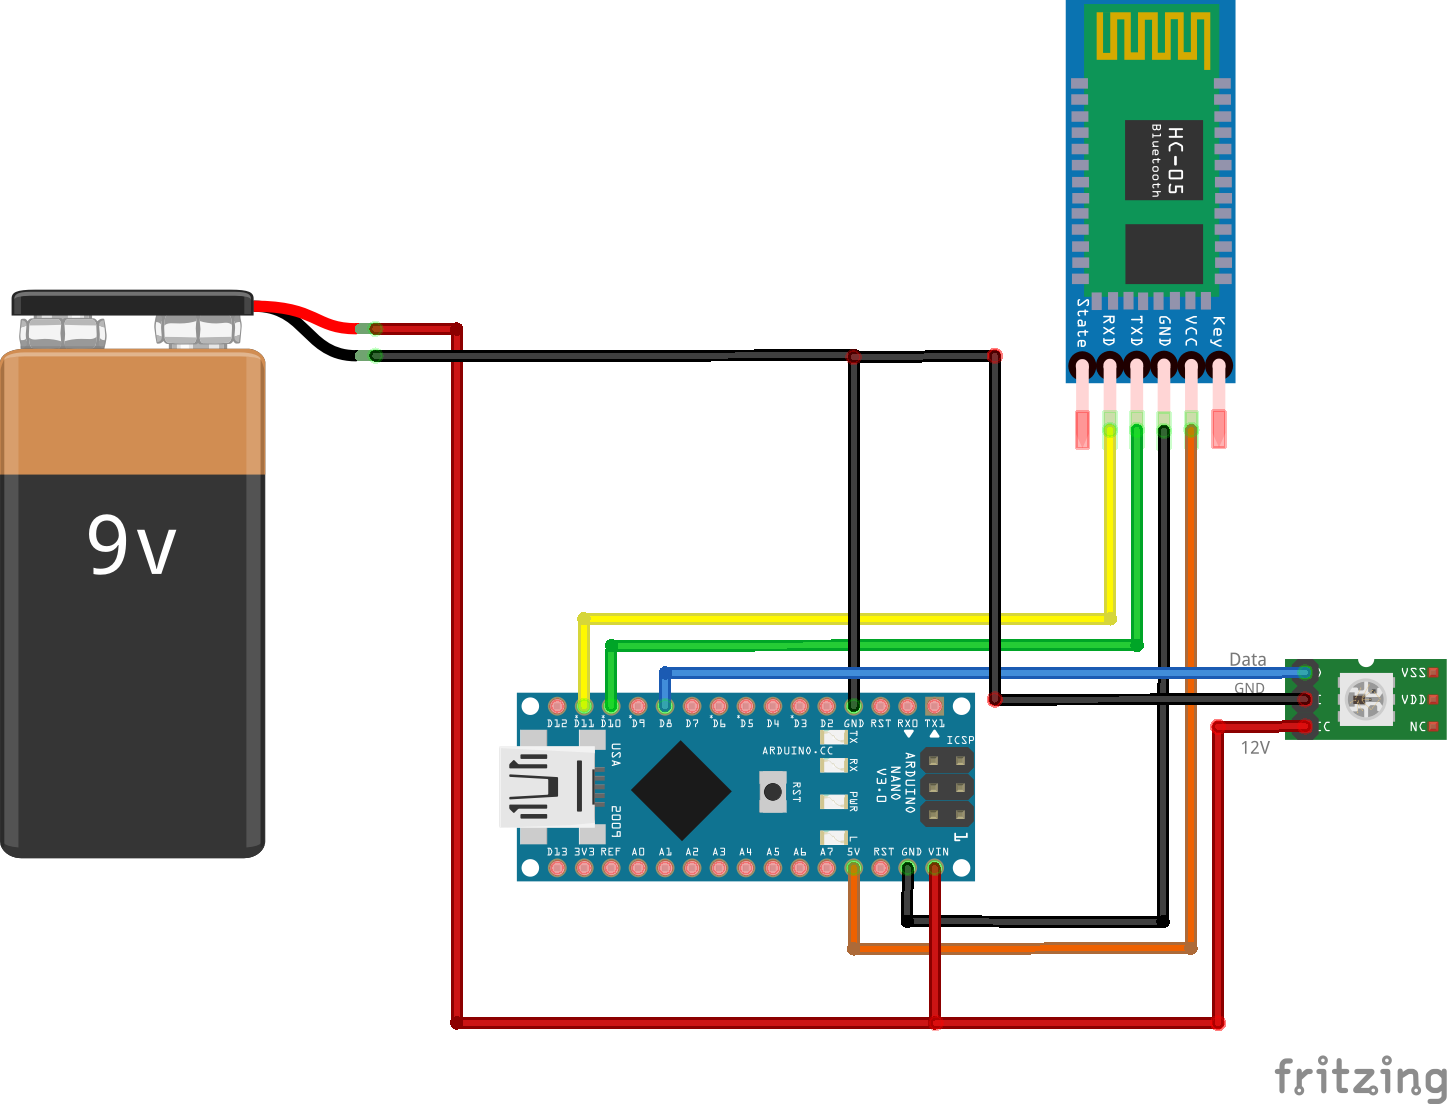 HC-05
Bluetooth
State
RXD
TXD
GND
VCC
Key
9v
Data
GND
12V
VSS
VDD
NC
D12
D11
D10
D9
D8
D7
D6
D5
D4
D3
D2
GND
RST
RX0
TX1
USA
2009
ARDUINO.CC
TX
RX
PWR
L
RST
ICSP
ARDUINO
NANO
V3.0
1
D13
3V3
REF
A0
A1
A2
A3
A4
A5
A6
A7
5V
RST
GND
VIN
fritzing